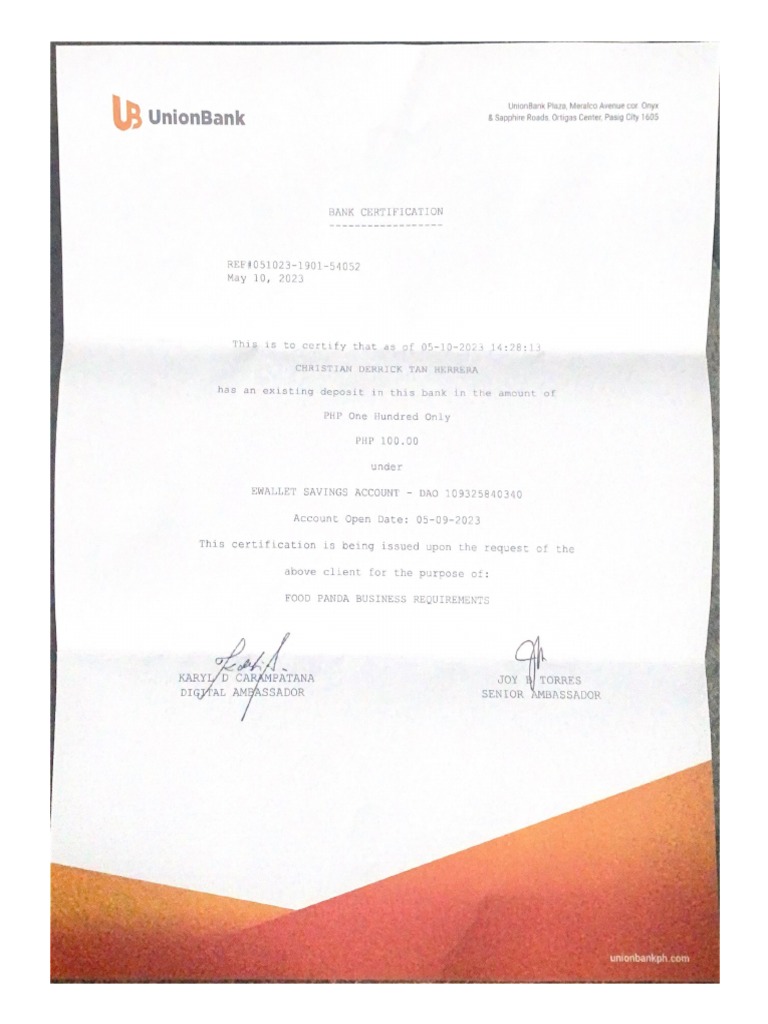 UB UnionBank
UnionBank Plaza, Meralco Avenue cor. Onyx
& Sapphire Roads, Ortigas Center, Pasig City 1605
BANK CERTIFICATION
------------------
REF#051023-1901-54052
May 10, 2023
This is to certify that as of 05-10-2023 14:28:13
CHRISTIAN DERRICK TAN HERRERA
has an existing deposit in this bank in the amount of
PHP One Hundred Only
PHP 100.00
under
EWALLET SAVINGS ACCOUNT - DAO 109325840340
Account Open Date: 05-09-2023
This certification is being issued upon the request of the
above client for the purpose of:
FOOD PANDA BUSINESS REQUIREMENTS
KARYL D CARAMPATANA
DIGITAL AMBASSADOR
JOY B TORRES
SENIOR AMBASSADOR
unionbankph.com